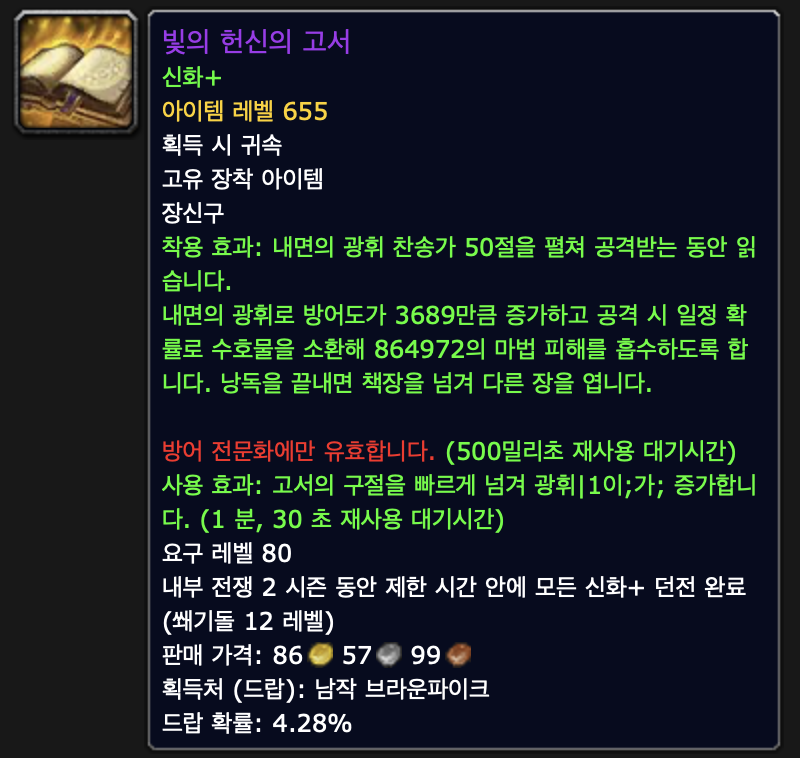 빛의 헌신의 고서
신화+
아이템 레벨 655
획득 시 귀속
고유 장착 아이템
장신구
착용 효과: 내면의 광휘 찬송가 50절을 펼쳐 공격받는 동안 읽
습니다.
내면의 광휘로 방어도가 3689만큼 증가하고 공격 시 일정 확
률로 수호물을 소환해 864972의 마법 피해를 흡수하도록 합
니다. 낭독을 끝내면 책장을 넘겨 다른 장을 엽니다.
방어 전문화에만 유효합니다. (500밀리초 재사용 대기시간)
사용 효과: 고서의 구절을 빠르게 넘겨 광휘|1이;가; 증가합니
다. (1 분, 30 초 재사용 대기시간)
요구 레벨 80
내부 전쟁 2 시즌 동안 제한 시간 안에 모든 신화+ 던전 완료
(쐐기돌 12 레벨)
판매 가격: 86 57 99
획득처 (드랍): 남작 브라운파이크
드랍 확률: 4.28%